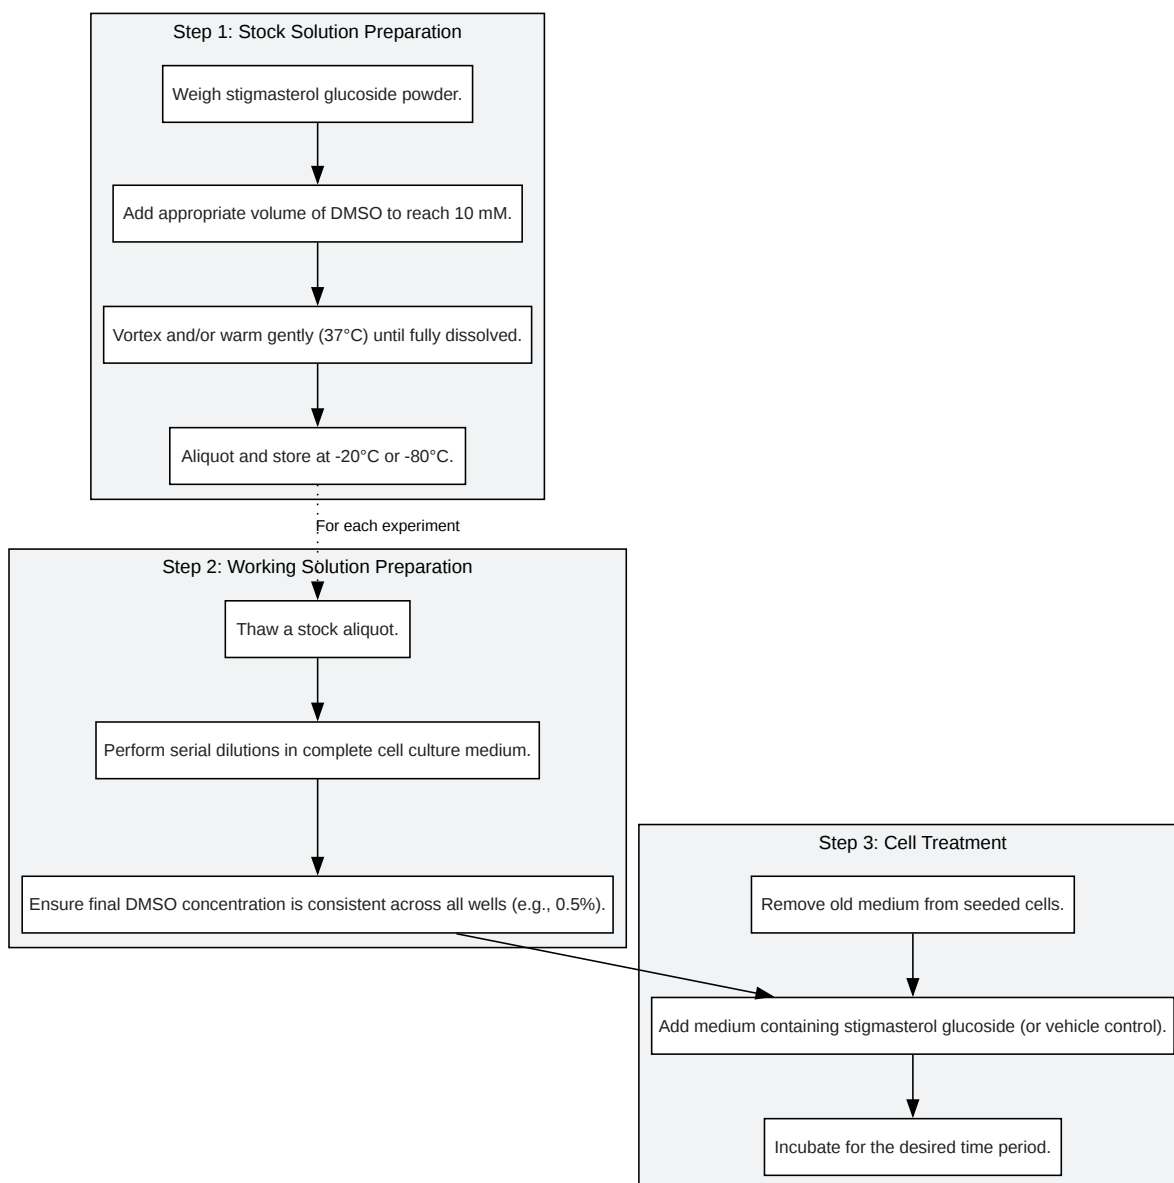 Step 1: Stock Solution Preparation
Weigh stigmasterol glucoside powder.
Add appropriate volume of DMSO to reach 10 mM.
Vortex and/or warm gently (37°C) until fully dissolved.
Aliquot and store at -20°C or -80°C.
For each experiment
Step 2: Working Solution Preparation
Thaw a stock aliquot.
Perform serial dilutions in complete cell culture medium.
Ensure final DMSO concentration is consistent across all wells (e.g., 0.5%).
Step 3: Cell Treatment
Remove old medium from seeded cells.
Add medium containing stigmasterol glucoside (or vehicle control).
Incubate for the desired time period.